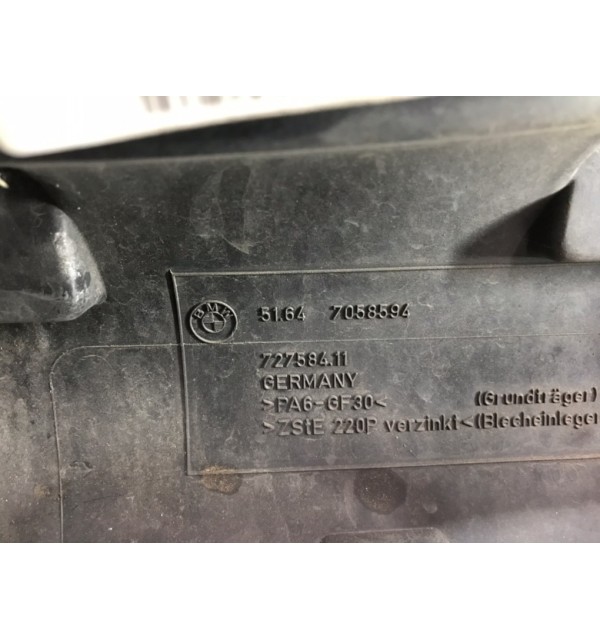 BMW
51.64 7058594
727584.11
GERMANY
>PA6-GF30< (Grundträger)
>ZStE 220P verzinkt<(Blecheinleger